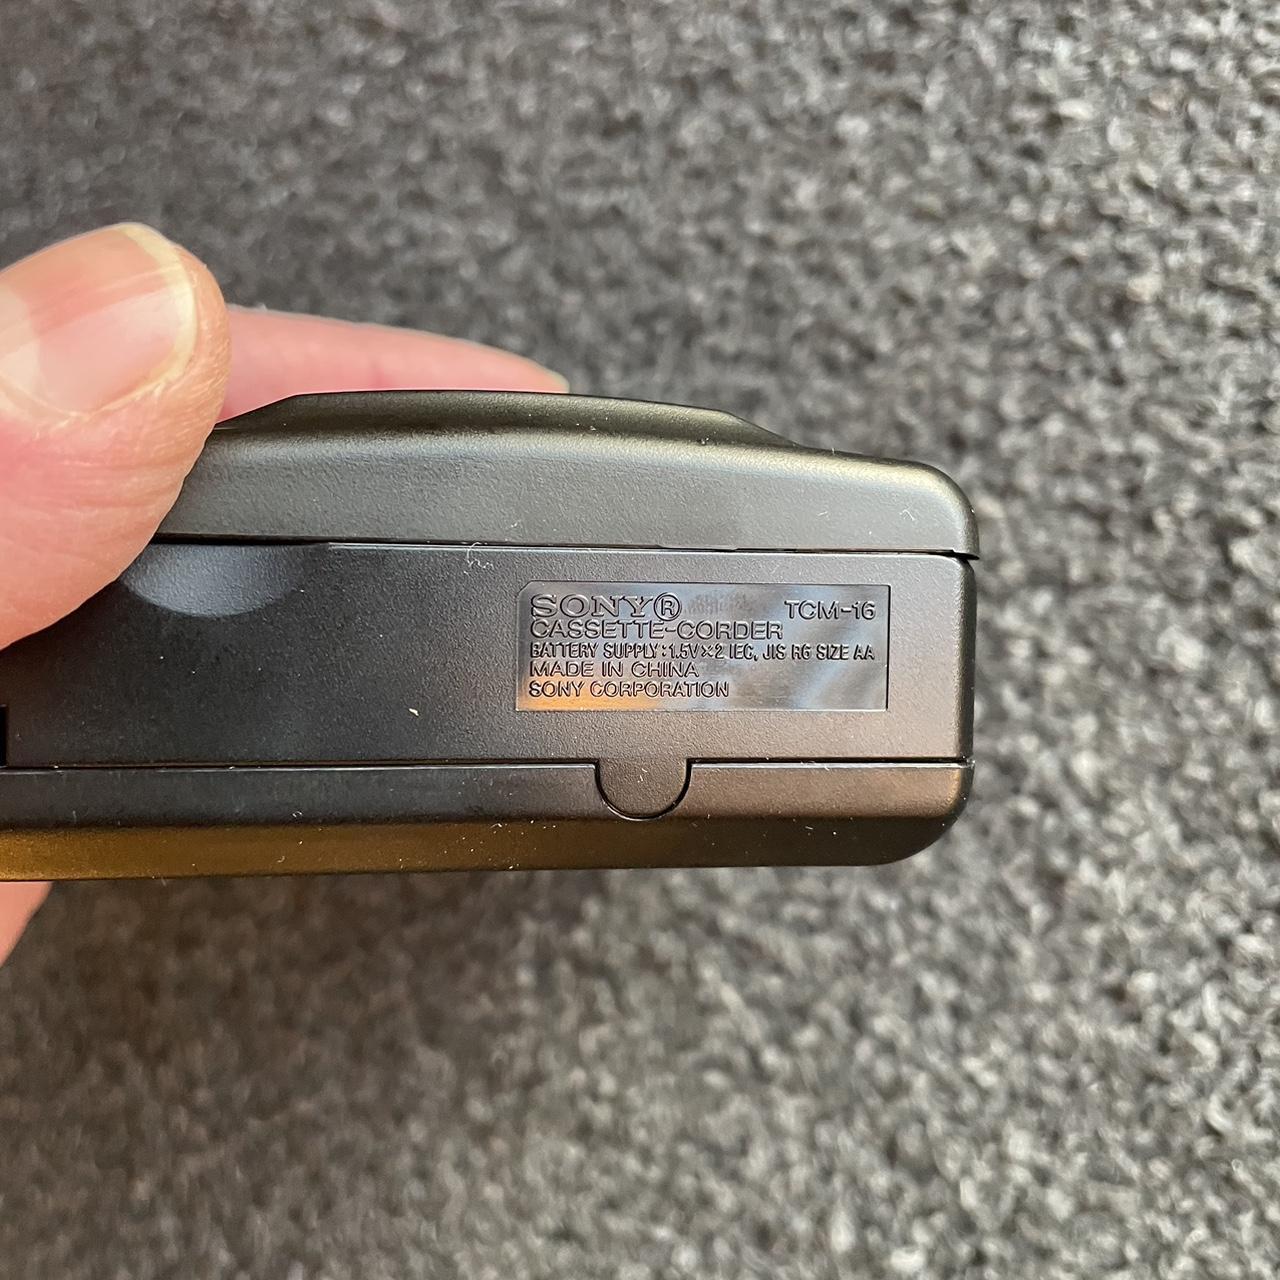 SONY® TCM-16
CASSETTE-CORDER
BATTERY SUPPLY:1.5V×2 IEC, JIS R6 SIZE AA
MADE IN CHINA
SONY CORPORATION